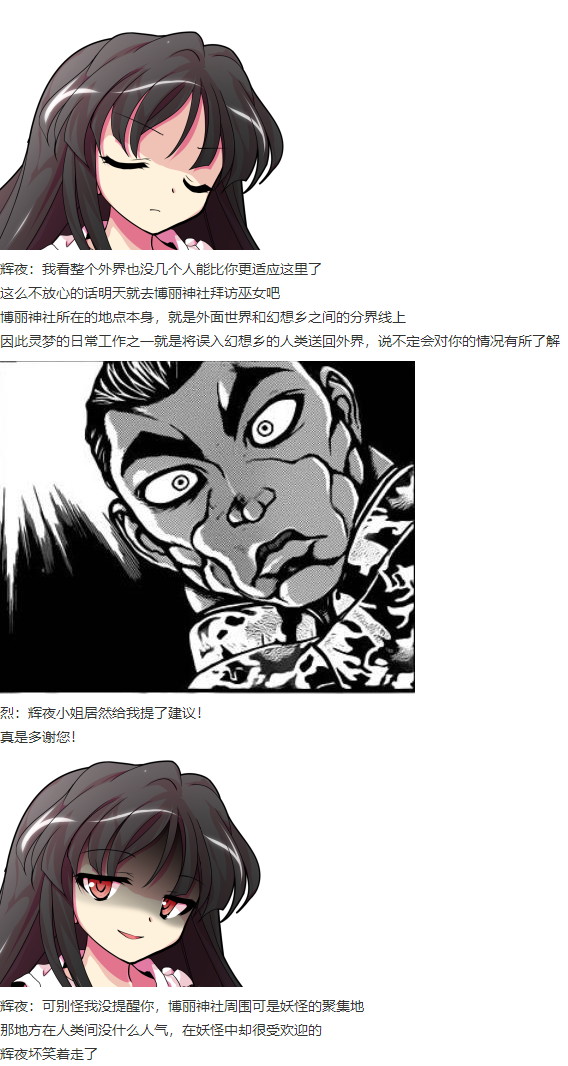 辉夜：我看整个外界也没几个人能比你更适应这里了
这么不放心的话明天就去博丽神社拜访巫女吧
博丽神社所在的地点本身，就是外面世界和幻想乡之间的分界线上
因此灵梦的日常工作之一就是将误入幻想乡的人类送回外界，说不定会对你的情况有所了解
烈：辉夜小姐居然给我提了建议！
真是多谢您！
辉夜：可别怪我没提醒你，博丽神社周围可是妖怪的聚集地
那地方在人类间没什么人气，在妖怪中却很受欢迎的
辉夜坏笑着走了